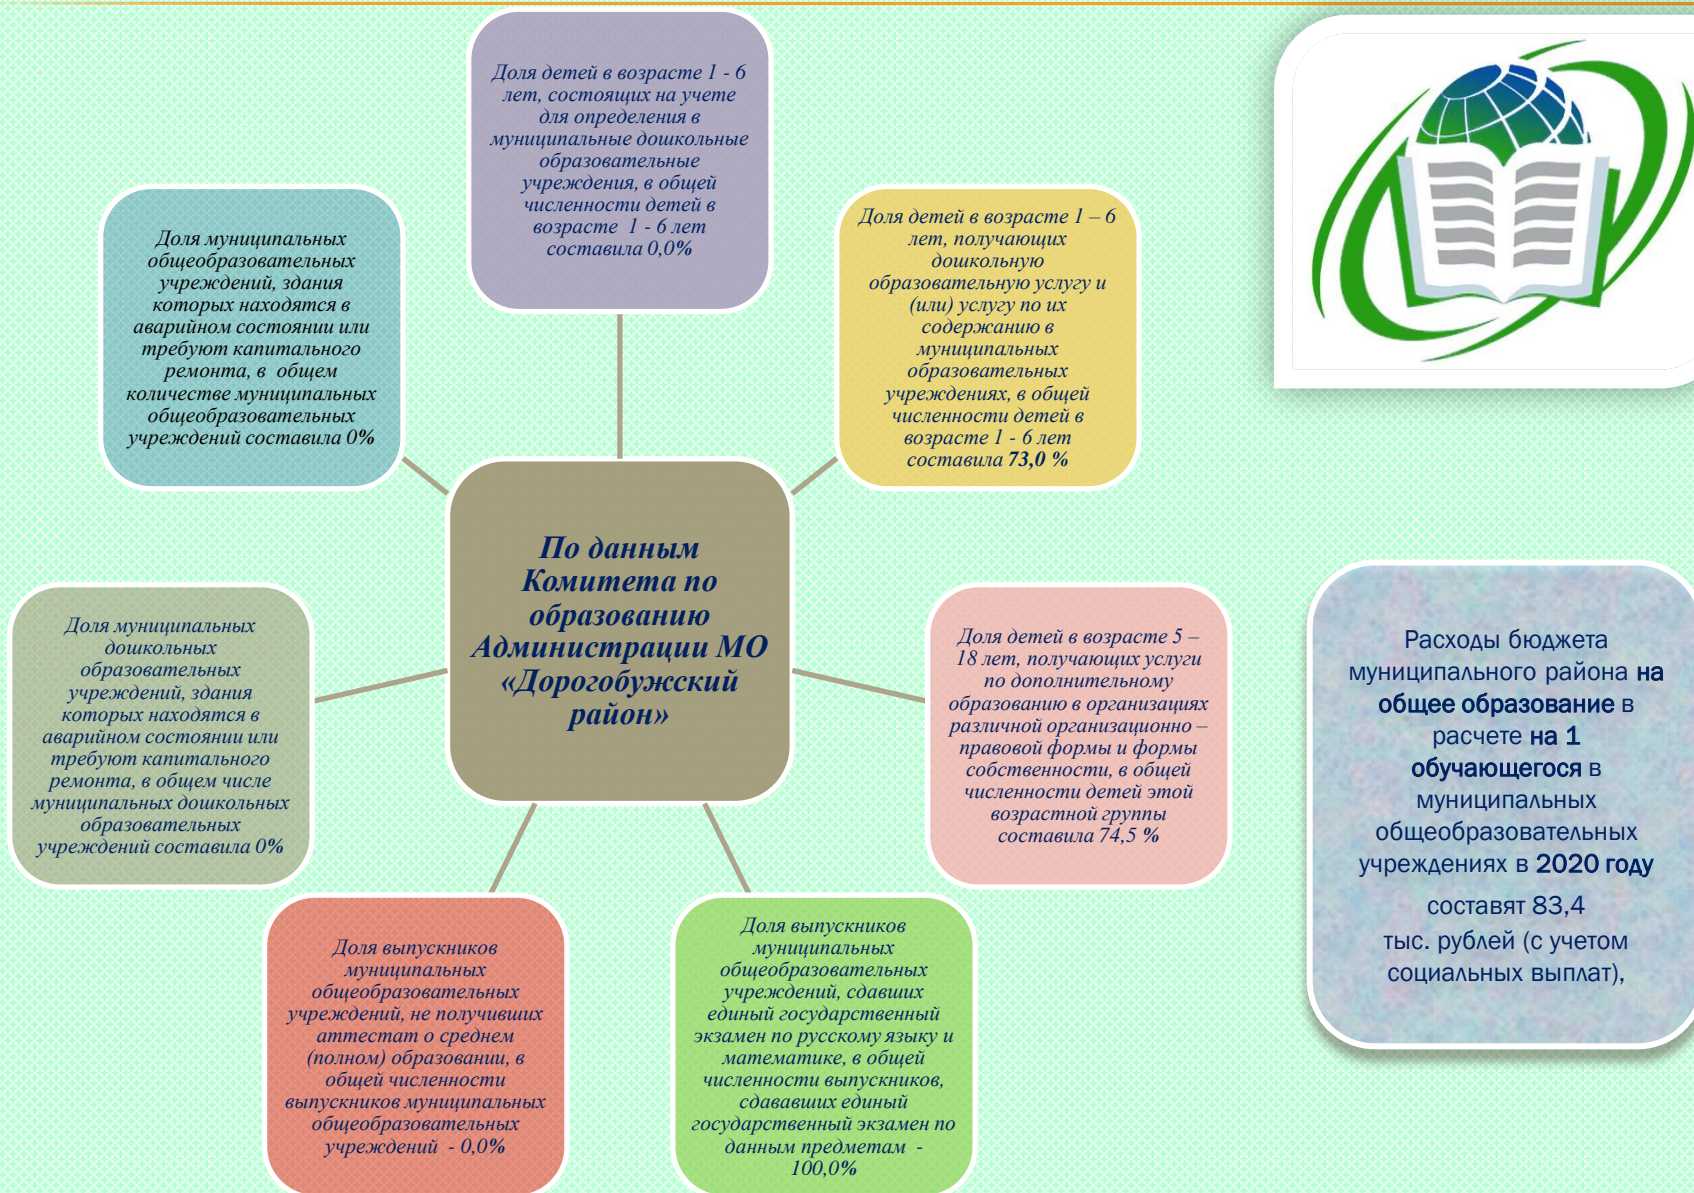 Доля детей в возрасте 1 - 6
лет, состоящих на учете
для определения в
муниципальные дошкольные
образовательные
учреждения, в общей
численности детей в
возрасте 1 - 6 лет
составила 0,0%
Доля детей в возрасте 1 – 6
лет, получающих
дошкольную
образовательную услугу и
(или) услугу по их
содержанию в
муниципальных
образовательных
учреждениях, в общей
численности детей в
возрасте 1 - 6 лет
составила 73,0 %
Доля муниципальных
общеобразовательных
учреждений, здания
которых находятся в
аварийном состоянии или
требуют капитального
ремонта, в общем
количестве муниципальных
общеобразовательных
учреждений составила 0%
По данным
Комитета по
образованию
Администрации МО
«Дорогобужский
район»
Доля муниципальных
дошкольных
образовательных
учреждений, здания
которых находятся в
аварийном состоянии или
требуют капитального
ремонта, в общем числе
муниципальных дошкольных
образовательных
учреждений составила 0%
Доля детей в возрасте 5 –
18 лет, получающих услуги
по дополнительному
образованию в организациях
различной организационно –
правовой формы и формы
собственности, в общей
численности детей этой
возрастной группы
составила 74,5 %
Расходы бюджета
муниципального района на
общее образование в
расчете на 1
обучающегося в
муниципальных
общеобразовательных
учреждениях в 2020 году
составят 83,4
тыс. рублей (с учетом
социальных выплат),
Доля выпускников
муниципальных
общеобразовательных
учреждений, не получивших
аттестат о среднем
(полном) образовании, в
общей численности
выпускников муниципальных
общеобразовательных
учреждений - 0,0%
Доля выпускников
муниципальных
общеобразовательных
учреждений, сдавших
единый государственный
экзамен по русскому языку и
математике, в общей
численности выпускников,
сдававших единый
государственный экзамен по
данным предметам -
100,0%